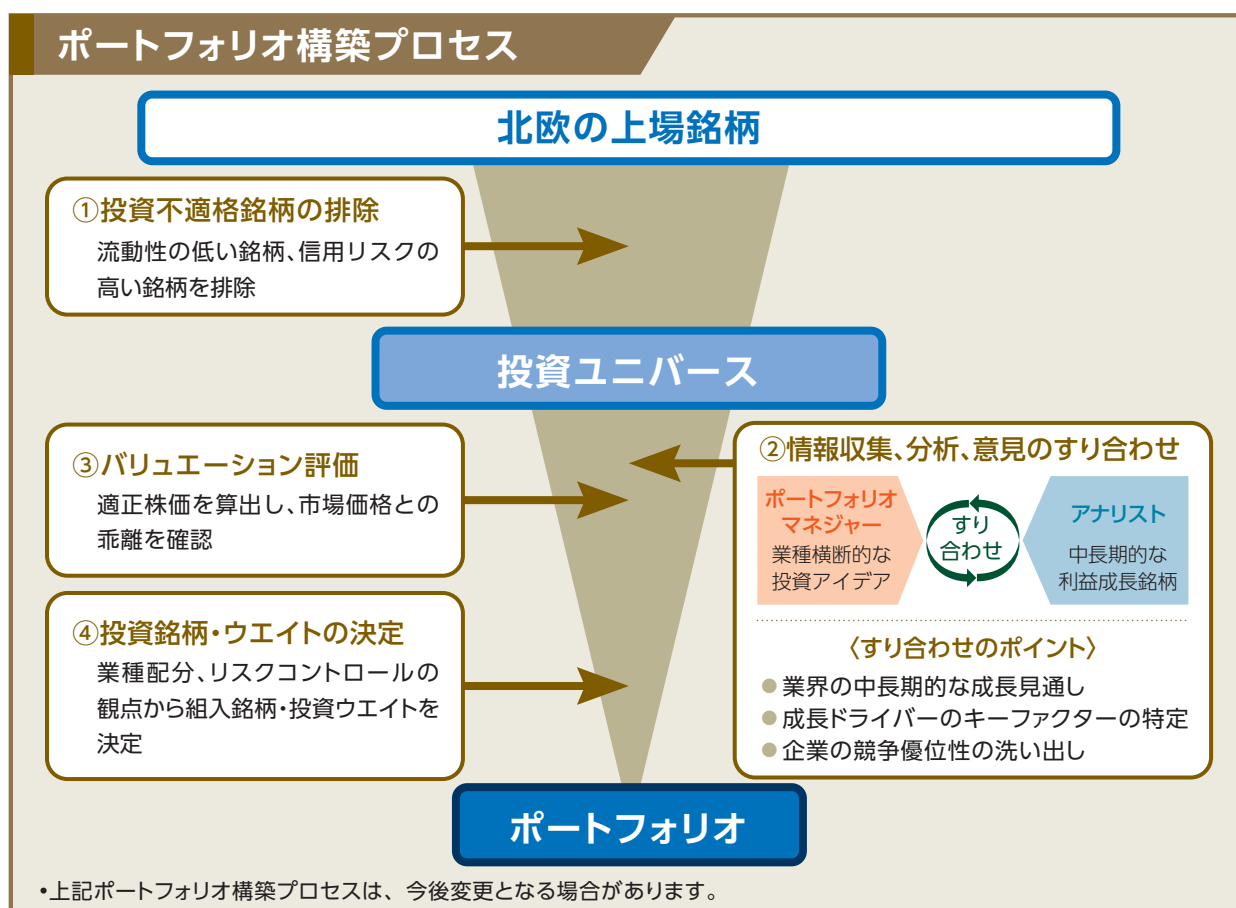 ポートフォリオ構築プロセス
北欧の上場銘柄
①投資不適格銘柄の排除
流動性の低い銘柄、信用リスクの
高い銘柄を排除
投資ユニバース
②情報収集、分析、意見のすり合わせ
ポートフォリオ
マネジャー
業種横断的な
投資アイデア
すり
合わせ
アナリスト
中長期的な
利益成長銘柄
〈すり合わせのポイント〉
●業界の中長期的な成長見通し
●成長ドライバーのキーファクターの特定
●企業の競争優位性の洗い出し
③バリュエーション評価
適正株価を算出し、市場価格との
乖離を確認
④投資銘柄・ウエイトの決定
業種配分、リスクコントロールの
観点から組入銘柄・投資ウエイトを
決定
ポートフォリオ
•上記ポートフォリオ構築プロセスは、今後変更となる場合があります。